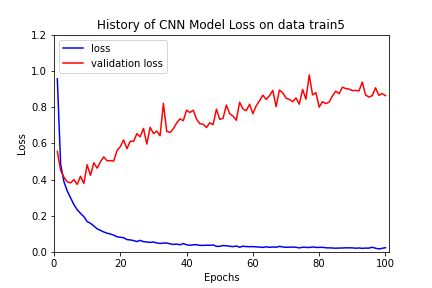 History of CNN Model Loss on data train5
1.2
loss
validation loss
1.0
0.8
0.6
0.4
0.2
0.0
Loss
0 20 40 60 80 100
Epochs